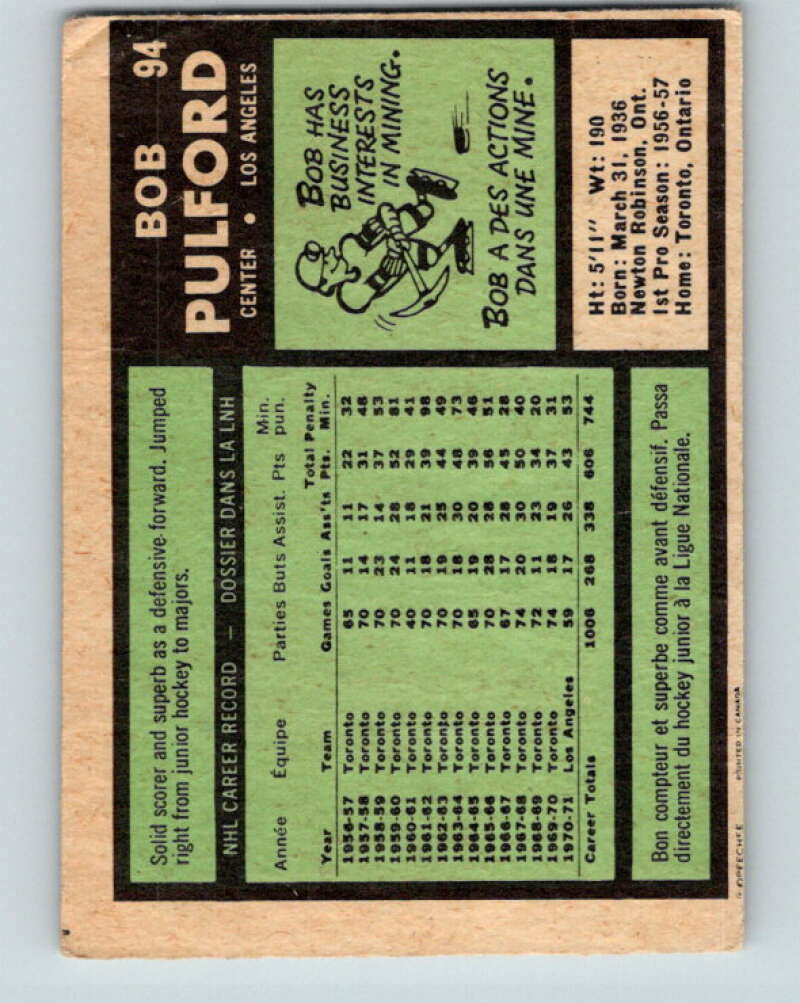 Solid scorer and superb as a defensive forward. Jumped
right from junior hockey to majors.
BOB 94
PULFORD
CENTER • LOS ANGELES
NHL CAREER RECORD — DOSSIER DANS LA LNH
Année Équipe Parties Buts Assist. Pts Min. pun.
Year Team Games Goals Ass'ts Total Pts. Penalty Min.
1956-57 Toronto 65 11 11 22 32
1957-58 Toronto 70 14 17 31 48
1958-59 Toronto 70 23 14 37 53
1959-60 Toronto 70 24 28 52 81
1960-61 Toronto 40 11 18 29 41
1961-62 Toronto 70 18 21 39 98
1962-63 Toronto 70 19 25 44 49
1963-64 Toronto 70 18 30 48 73
1964-65 Toronto 65 19 20 39 46
1965-66 Toronto 70 28 28 56 51
1966-67 Toronto 67 17 28 45 28
1967-68 Toronto 74 20 30 50 40
1968-69 Toronto 72 11 23 34 20
1969-70 Toronto 74 18 19 37 31
1970-71 Los Angeles 59 17 26 43 53
Career Totals 1006 268 338 606 744
BOB HAS
BUSINESS
INTERESTS
IN MINING.
BOB A DES ACTIONS
DANS UNE MINE.
Bon compteur et superbe comme avant défensif. Passa
directement du hockey junior à la Ligue Nationale.
Ht: 5'11" Wt: 190
Born: March 31, 1936
Newton Robinson, Ont.
1st Pro Season: 1956-57
Home: Toronto, Ontario
© OPEECHEE PRINTED IN CANADA